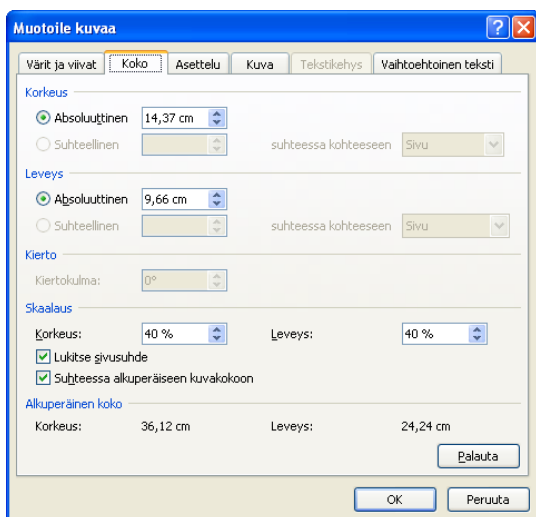 Muotoile kuvaa
Värit ja viivat Koko Asettelu Kuva Tekstikehys Vaihtoehtoinen teksti
Korkeus
Absoluuttinen 14,37 cm
Suhteellinen suhteessa kohteeseen Sivu
Leveys
Absoluuttinen 9,66 cm
Suhteellinen suhteessa kohteeseen Sivu
Kierto
Kiertokulma: 0°
Skaalaus
Korkeus: 40 % Leveys: 40 %
Lukitse sivusuhde
Suhteessa alkuperäiseen kuvakokoon
Alkuperäinen koko
Korkeus: 36,12 cm Leveys: 24,24 cm
Palauta
OK Peruuta